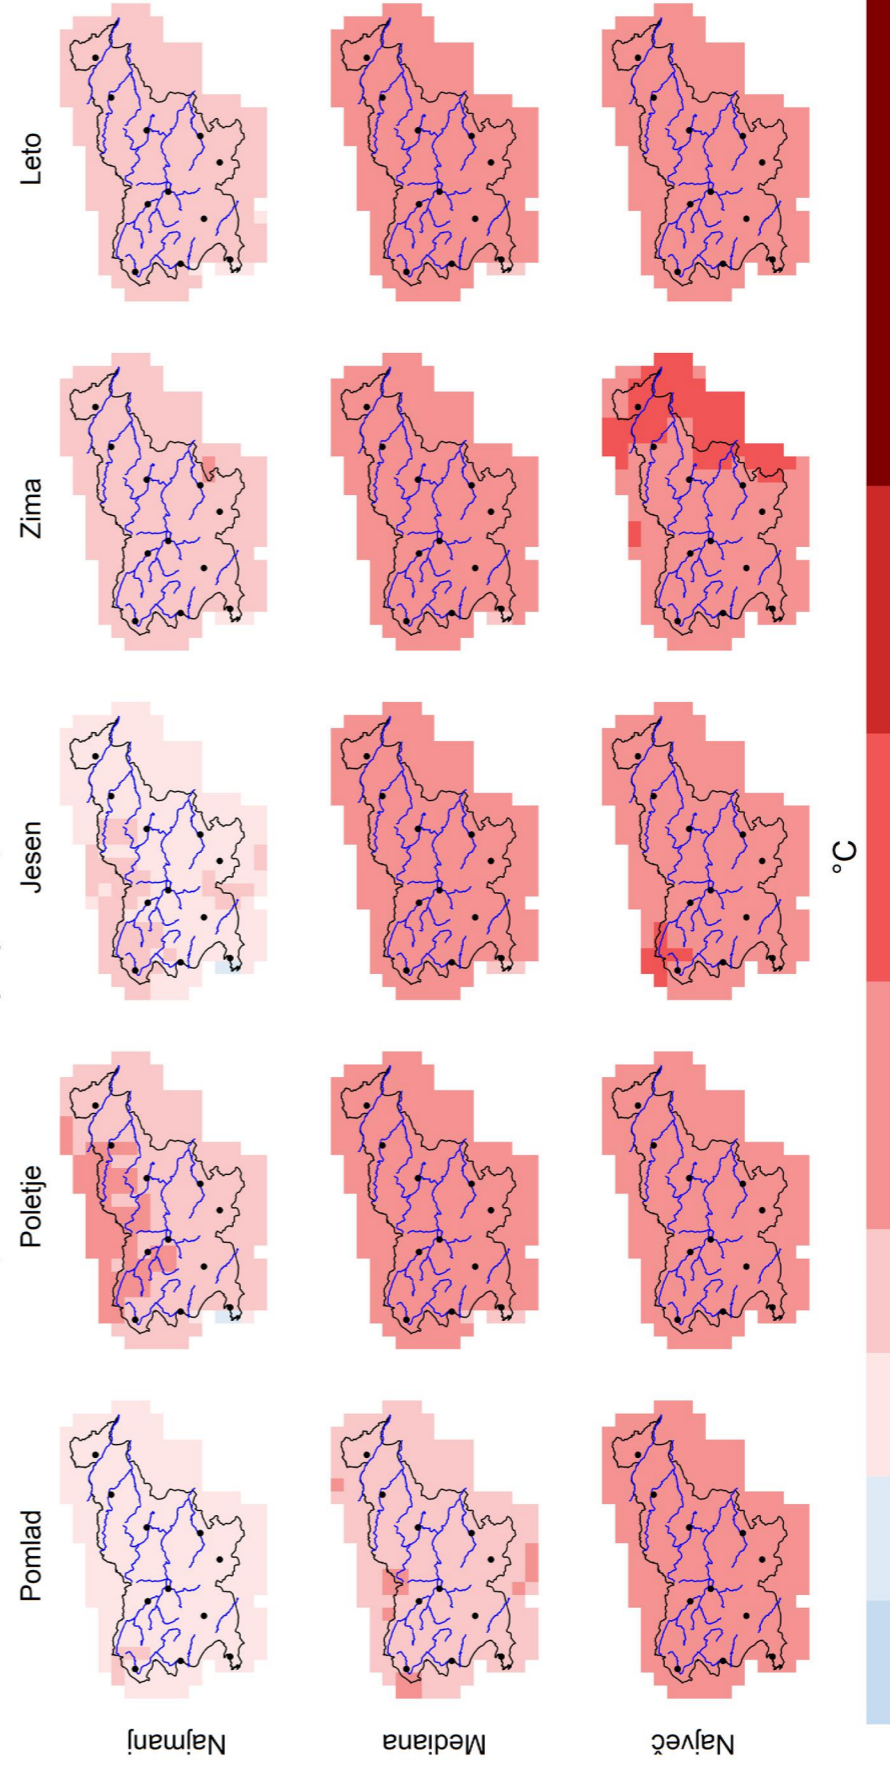 Pomlad
Poletje
Jesen
Zima
Leto
Najmanj
Mediana
Največ
°C